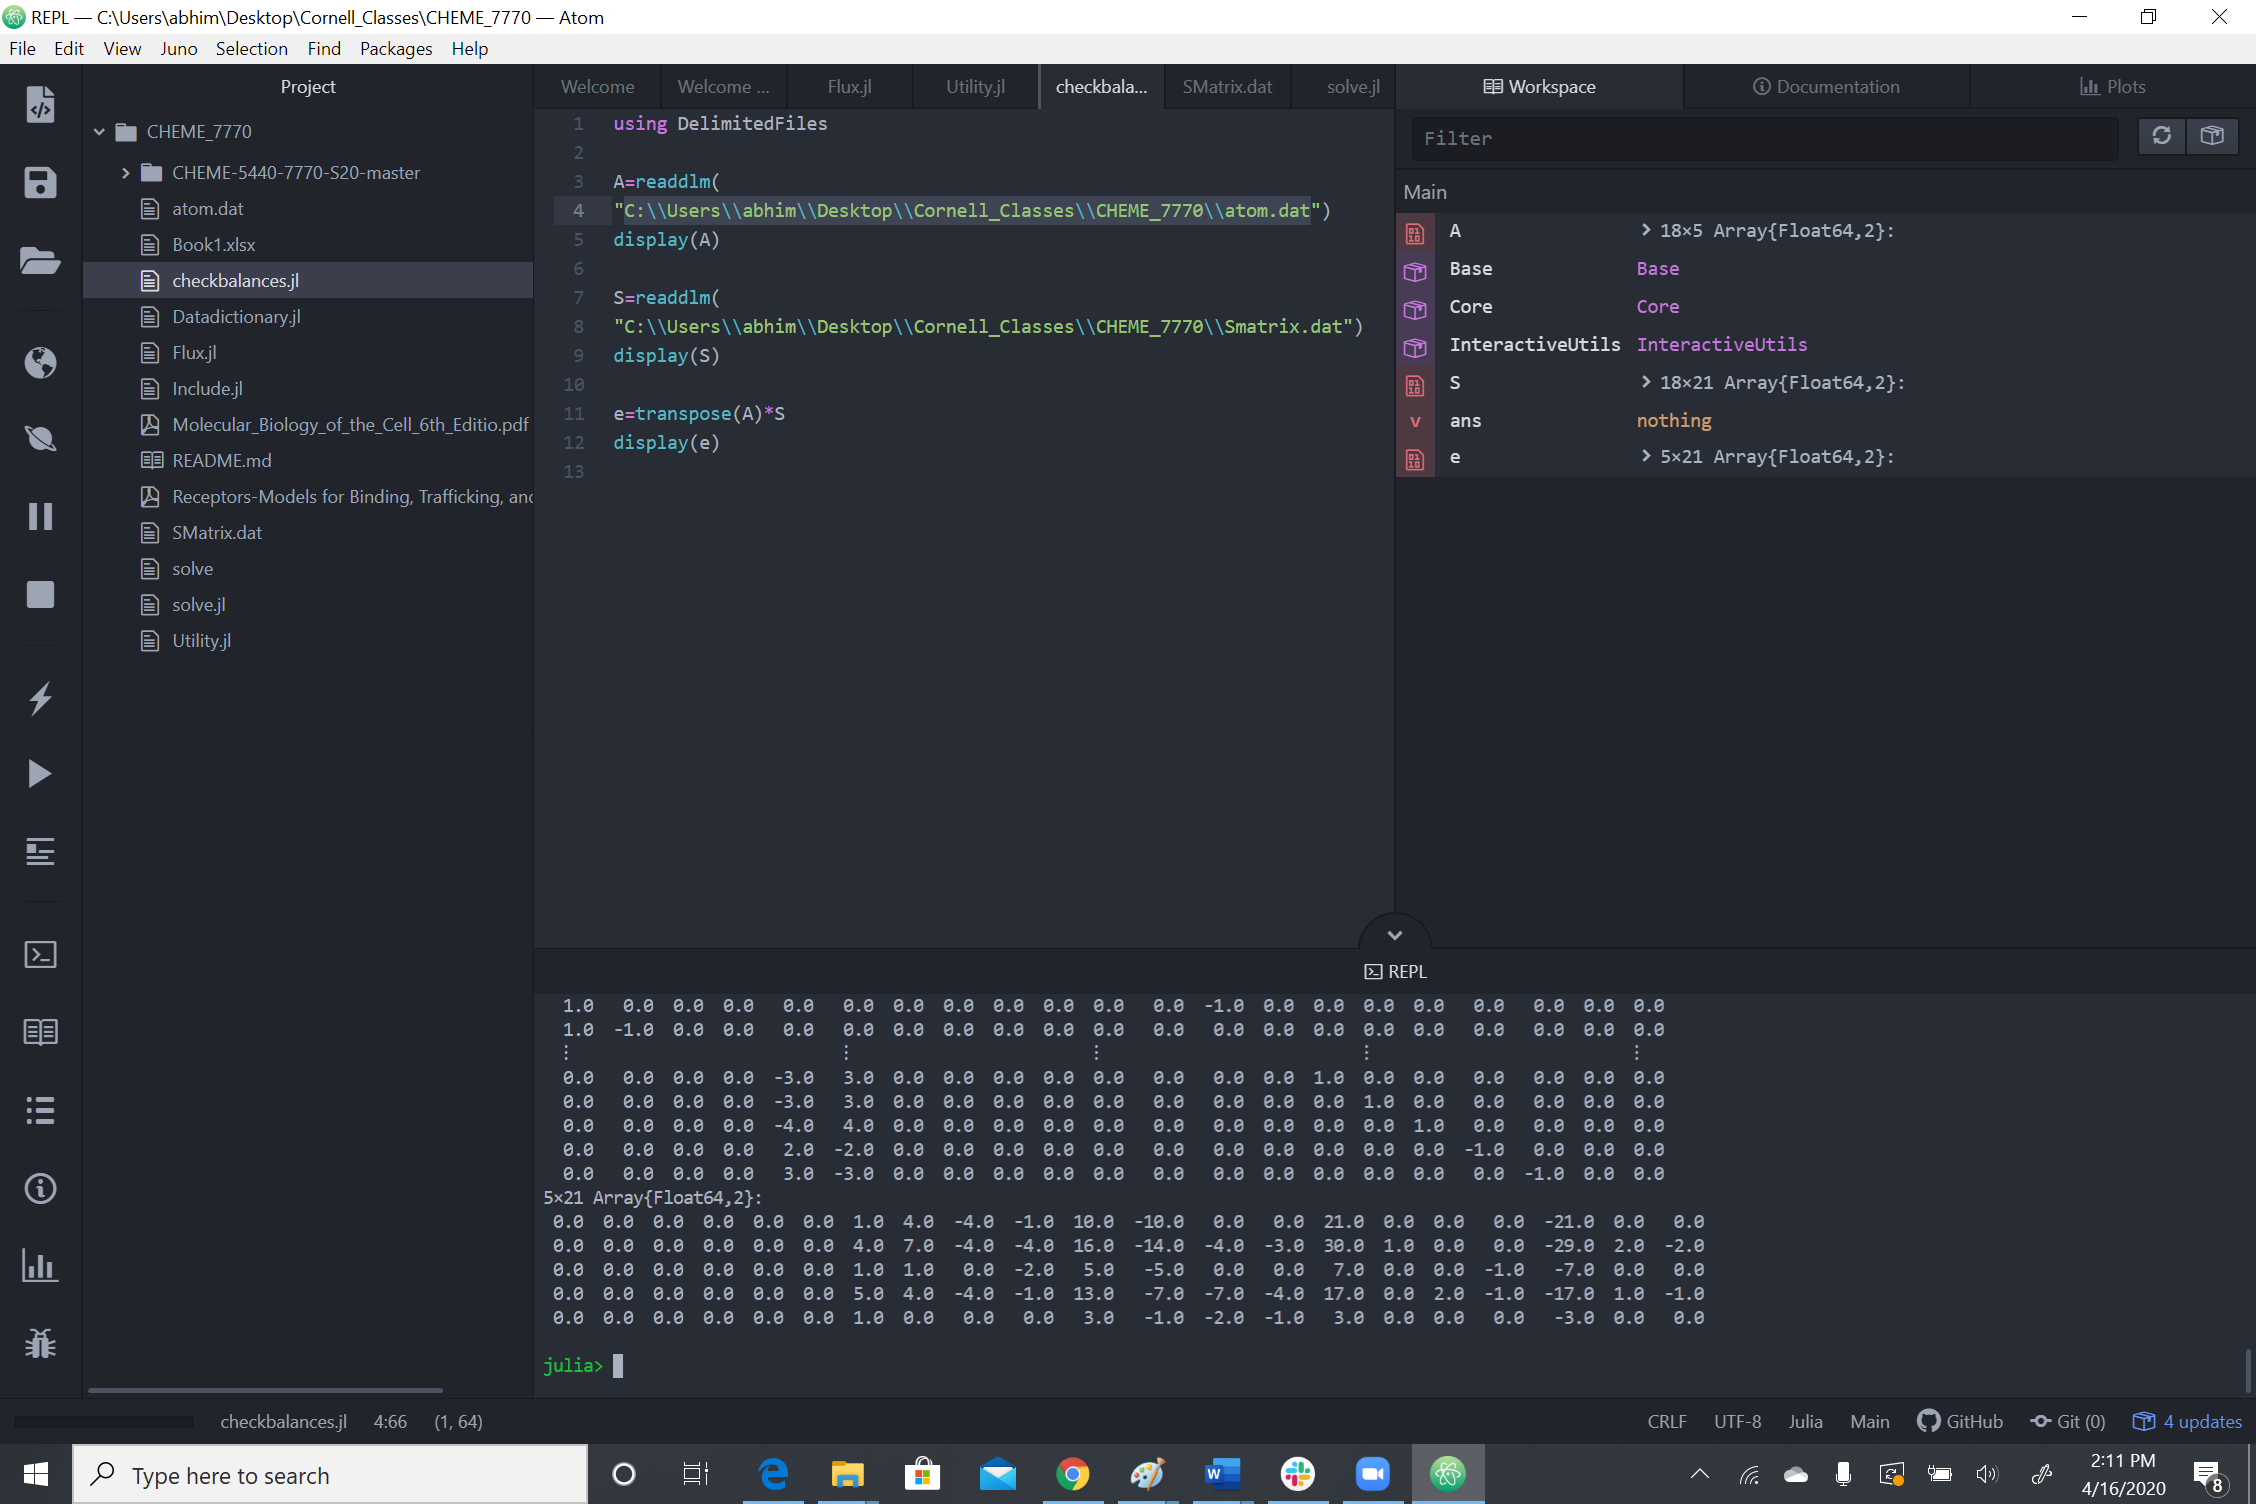 REPL — C:\Users\abhim\Desktop\Cornell_Classes\CHEME_7770 — Atom
File Edit View Juno Selection Find Packages Help
Project
CHEME_7770
CHEME-5440-7770-S20-master
atom.dat
Book1.xlsx
checkbalances.jl
Datadictionary.jl
Flux.jl
Include.jl
Molecular_Biology_of_the_Cell_6th_Editio.pdf
README.md
Receptors-Models for Binding, Trafficking, and
SMatrix.dat
solve
solve.jl
Utility.jl
Welcome Welcome ... Flux.jl Utility.jl checkbala... SMatrix.dat solve.jl
1 using DelimitedFiles
2
3 A=readdlm(
4 "C:\\Users\\abhim\\Desktop\\Cornell_Classes\\CHEME_7770\\atom.dat")
5 display(A)
6
7 S=readdlm(
8 "C:\\Users\\abhim\\Desktop\\Cornell_Classes\\CHEME_7770\\Smatrix.dat")
9 display(S)
10
11 e=transpose(A)*S
12 display(e)
13
Workspace Documentation Plots
Filter
Main
A 18×5 Array{Float64,2}:
Base Base
Core Core
InteractiveUtils InteractiveUtils
S 18×21 Array{Float64,2}:
v ans nothing
e 5×21 Array{Float64,2}:
REPL
1.0 0.0 0.0 0.0 0.0 0.0 0.0 0.0 0.0 0.0 0.0 0.0 -1.0 0.0 0.0 0.0 0.0 0.0 0.0 0.0 0.0
1.0 -1.0 0.0 0.0 0.0 0.0 0.0 0.0 0.0 0.0 0.0 0.0 0.0 0.0 0.0 0.0 0.0 0.0 0.0 0.0 0.0
⋮ ⋮ ⋮ ⋮ ⋮
0.0 0.0 0.0 0.0 -3.0 3.0 0.0 0.0 0.0 0.0 0.0 0.0 0.0 0.0 1.0 0.0 0.0 0.0 0.0 0.0 0.0
0.0 0.0 0.0 0.0 -3.0 3.0 0.0 0.0 0.0 0.0 0.0 0.0 0.0 0.0 0.0 1.0 0.0 0.0 0.0 0.0 0.0
0.0 0.0 0.0 0.0 -4.0 4.0 0.0 0.0 0.0 0.0 0.0 0.0 0.0 0.0 0.0 0.0 1.0 0.0 0.0 0.0 0.0
0.0 0.0 0.0 0.0 2.0 -2.0 0.0 0.0 0.0 0.0 0.0 0.0 0.0 0.0 0.0 0.0 0.0 -1.0 0.0 0.0 0.0
0.0 0.0 0.0 0.0 3.0 -3.0 0.0 0.0 0.0 0.0 0.0 0.0 0.0 0.0 0.0 0.0 0.0 0.0 -1.0 0.0 0.0
5×21 Array{Float64,2}:
0.0 0.0 0.0 0.0 0.0 0.0 1.0 4.0 -4.0 -1.0 10.0 -10.0 0.0 0.0 21.0 0.0 0.0 0.0 -21.0 0.0 0.0
0.0 0.0 0.0 0.0 0.0 0.0 4.0 7.0 -4.0 -4.0 16.0 -14.0 -4.0 -3.0 30.0 1.0 0.0 0.0 -29.0 2.0 -2.0
0.0 0.0 0.0 0.0 0.0 0.0 1.0 1.0 0.0 -2.0 5.0 -5.0 0.0 0.0 7.0 0.0 0.0 -1.0 -7.0 0.0 0.0
0.0 0.0 0.0 0.0 0.0 0.0 5.0 4.0 -4.0 -1.0 13.0 -7.0 -7.0 -4.0 17.0 0.0 2.0 -1.0 -17.0 1.0 -1.0
0.0 0.0 0.0 0.0 0.0 0.0 1.0 0.0 0.0 0.0 3.0 -1.0 -2.0 -1.0 3.0 0.0 0.0 0.0 -3.0 0.0 0.0
julia>
checkbalances.jl 4:66 (1, 64) CRLF UTF-8 Julia Main GitHub Git (0) 4 updates
Type here to search
2:11 PM
4/16/2020
8